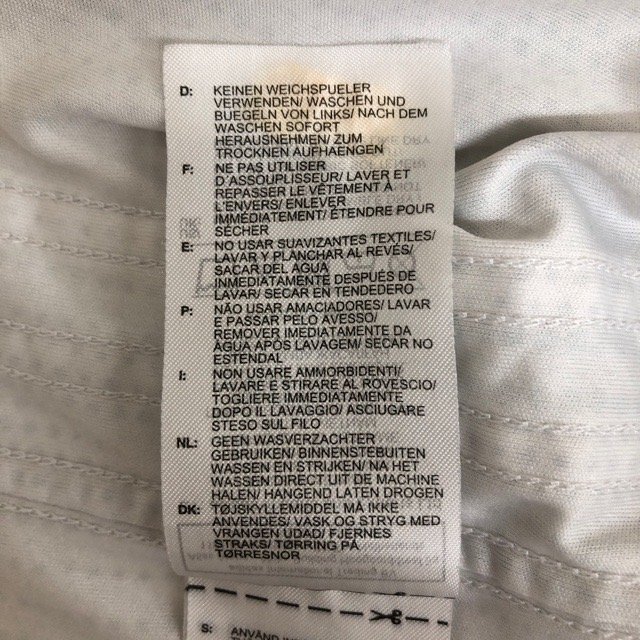 D: KEINEN WEICHSPUELER
VERWENDEN/ WASCHEN UND
BUEGELN VON LINKS/ NACH DEM
WASCHEN SOFORT
HERAUSNEHMEN/ ZUM
TROCKNEN AUFHAENGEN
F: NE PAS UTILISER
D'ASSOUPLISSEUR/ LAVER ET
REPASSER LE VÊTEMENT À
L'ENVERS/ ENLEVER
IMMÉDIATEMENT/ ÉTENDRE POUR
SÉCHER
E: NO USAR SUAVIZANTES TEXTILES/
LAVAR Y PLANCHAR AL REVÉS/
SACAR DEL AGUA
INMEDIATAMENTE DESPUÉS DE
LAVAR/ SECAR EN TENDEDERO
P: NÃO USAR AMACIADORES/ LAVAR
E PASSAR PELO AVESSO/
REMOVER IMEDIATAMENTE DA
ÁGUA APÓS LAVAGEM/ SECAR NO
ESTENDAL
I: NON USARE AMMORBIDENTI/
LAVARE E STIRARE AL ROVESCIO/
TOGLIERE IMMEDIATAMENTE
DOPO IL LAVAGGIO/ ASCIUGARE
STESO SUL FILO
NL: GEEN WASVERZACHTER
GEBRUIKEN/ BINNENSTEBUITEN
WASSEN EN STRIJKEN/ NA HET
WASSEN DIRECT UIT DE MACHINE
HALEN/ HANGEND LATEN DROGEN
DK: TØJSKYLLEMIDDEL MÅ IKKE
ANVENDES/ VASK OG STRYG MED
VRANGEN UDAD/ FJERNES
STRAKS/ TØRRING PÅ
TØRRESNOR
S: